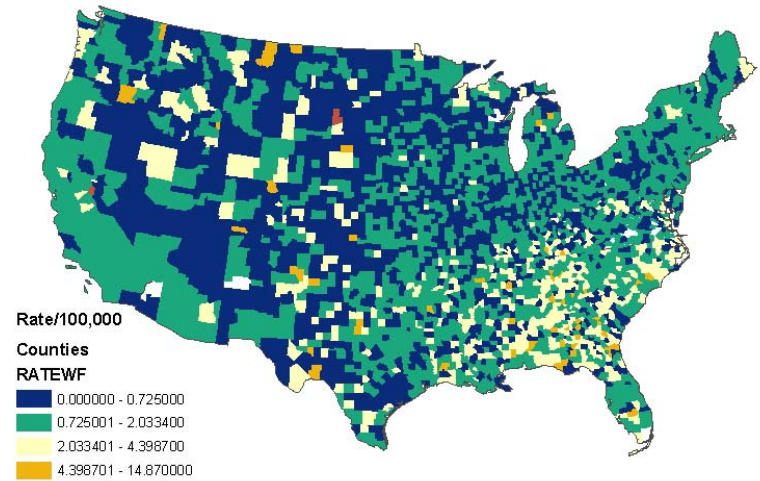 Rate/100,000
Counties
RATEWF
0.000000 - 0.725000
0.725001 - 2.033400
2.033401 - 4.398700
4.398701 - 14.870000